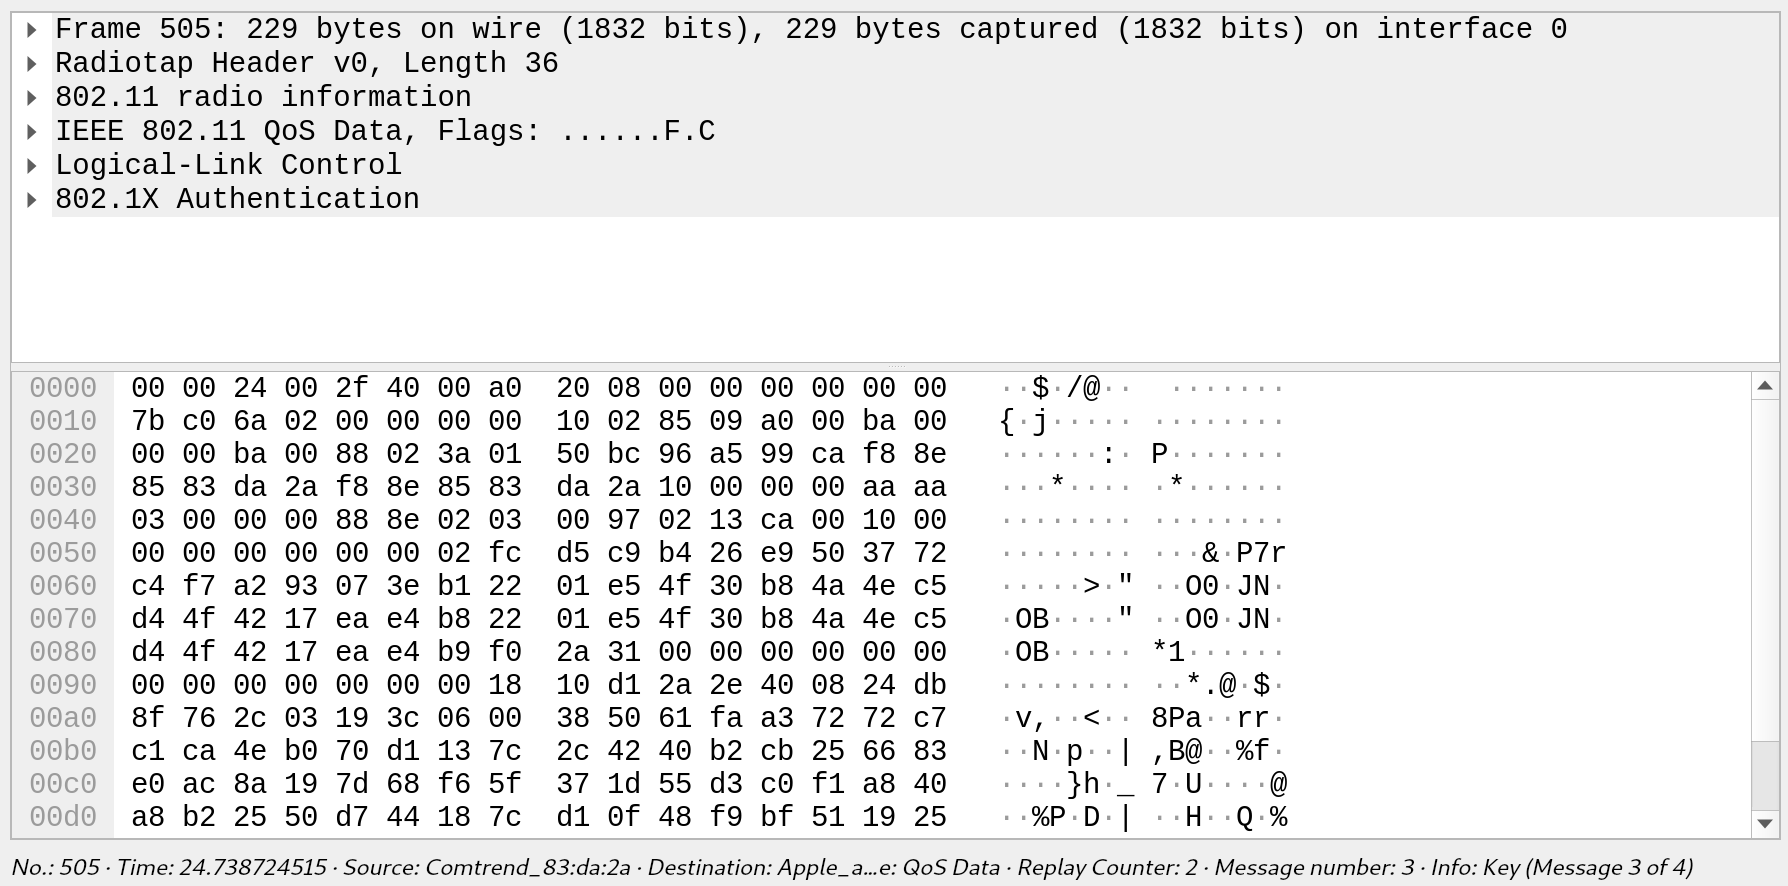 Frame 505: 229 bytes on wire (1832 bits), 229 bytes captured (1832 bits) on interface 0
Radiotap Header v0, Length 36
802.11 radio information
IEEE 802.11 QoS Data, Flags: ......F.C
Logical-Link Control
802.1X Authentication
0000 00 00 24 00 2f 40 00 a0 20 08 00 00 00 00 00 00 ··$·/@·· ·······
0010 7b c0 6a 02 00 00 00 00 10 02 85 09 a0 00 ba 00 {·j····· ········
0020 00 00 ba 00 88 02 3a 01 50 bc 96 a5 99 ca f8 8e ······:· P·······
0030 85 83 da 2a f8 8e 85 83 da 2a 10 00 00 00 aa aa ···*···· ·*······
0040 03 00 00 00 88 8e 02 03 00 97 02 13 ca 00 10 00 ········ ········
0050 00 00 00 00 00 00 02 fc d5 c9 b4 26 e9 50 37 72 ········ ···&·P7r
0060 c4 f7 a2 93 07 3e b1 22 01 e5 4f 30 b8 4a 4e c5 ·····>·" ··O0·JN·
0070 d4 4f 42 17 ea e4 b8 22 01 e5 4f 30 b8 4a 4e c5 ·OB····" ··O0·JN·
0080 d4 4f 42 17 ea e4 b9 f0 2a 31 00 00 00 00 00 00 ·OB····· *1······
0090 00 00 00 00 00 00 00 18 10 d1 2a 2e 40 08 24 db ········ ··*.@·$·
00a0 8f 76 2c 03 19 3c 06 00 38 50 61 fa a3 72 72 c7 ·v,··<·· 8Pa··rr·
00b0 c1 ca 4e b0 70 d1 13 7c 2c 42 40 b2 cb 25 66 83 ··N·p··| ,B@··%f·
00c0 e0 ac 8a 19 7d 68 f6 5f 37 1d 55 d3 c0 f1 a8 40 ····}h·_ 7·U····@
00d0 a8 b2 25 50 d7 44 18 7c d1 0f 48 f9 bf 51 19 25 ··%P·D·| ··H··Q·%
No.: 505 · Time: 24.738724515 · Source: Comtrend_83:da:2a · Destination: Apple_a...e: QoS Data · Replay Counter: 2 · Message number: 3 · Info: Key (Message 3 of 4)